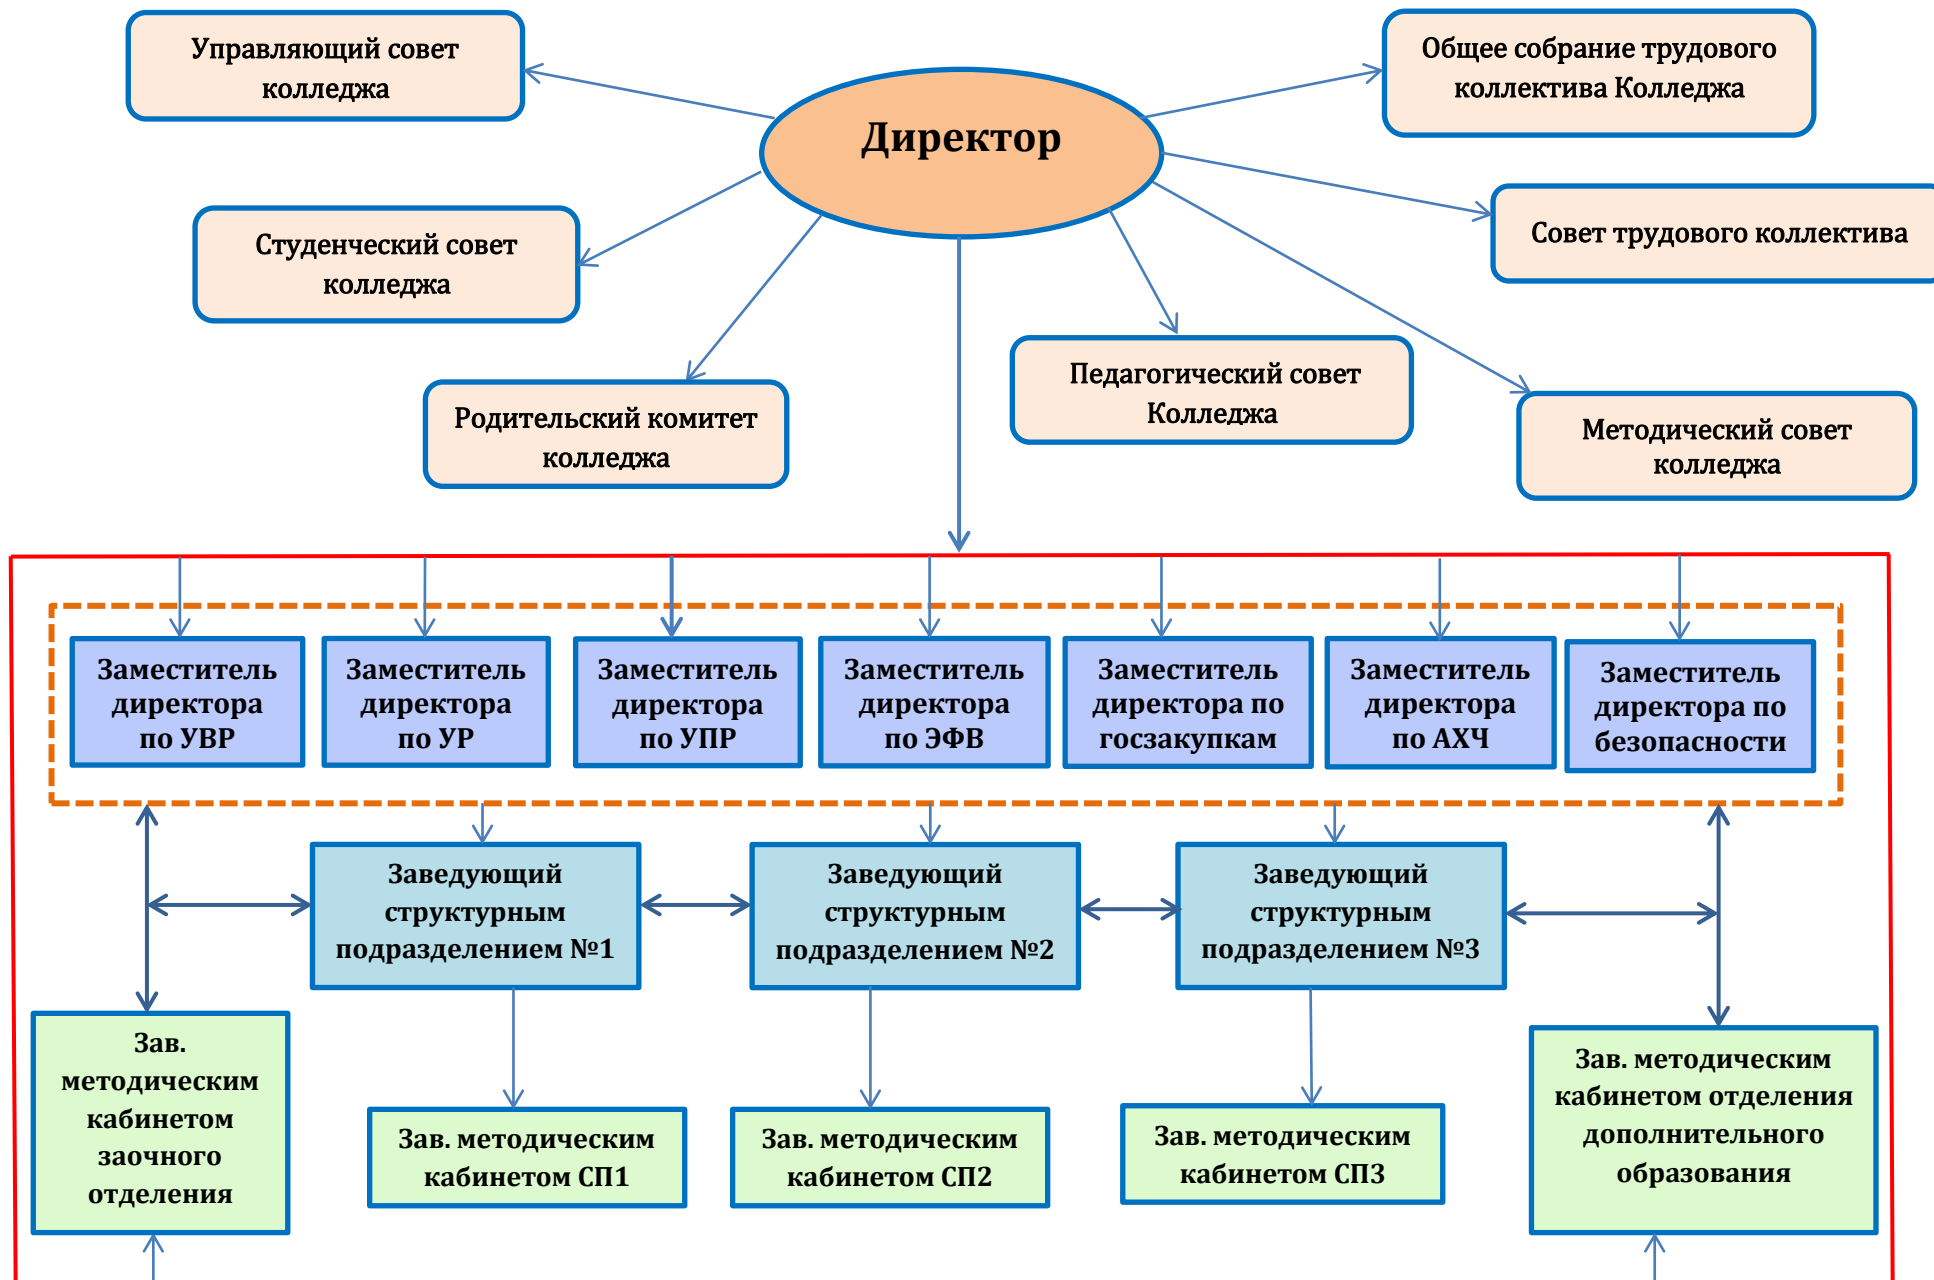 Управляющий совет
колледжа
Общее собрание трудового
коллектива Колледжа
Директор
Студенческий совет
колледжа
Совет трудового коллектива
Родительский комитет
колледжа
Педагогический совет
Колледжа
Методический совет
колледжа
Заместитель
директора
по УВР
Заместитель
директора
по УР
Заместитель
директора
по УПР
Заместитель
директора
по ЭФВ
Заместитель
директора по
госзакупкам
Заместитель
директора
по АХЧ
Заместитель
директора по
безопасности
Заведующий
структурным
подразделением №1
Заведующий
структурным
подразделением №2
Заведующий
структурным
подразделением №3
Зав.
методическим
кабинетом
заочного
отделения
Зав. методическим
кабинетом СП1
Зав. методическим
кабинетом СП2
Зав. методическим
кабинетом СП3
Зав. методическим
кабинетом отделения
дополнительного
образования